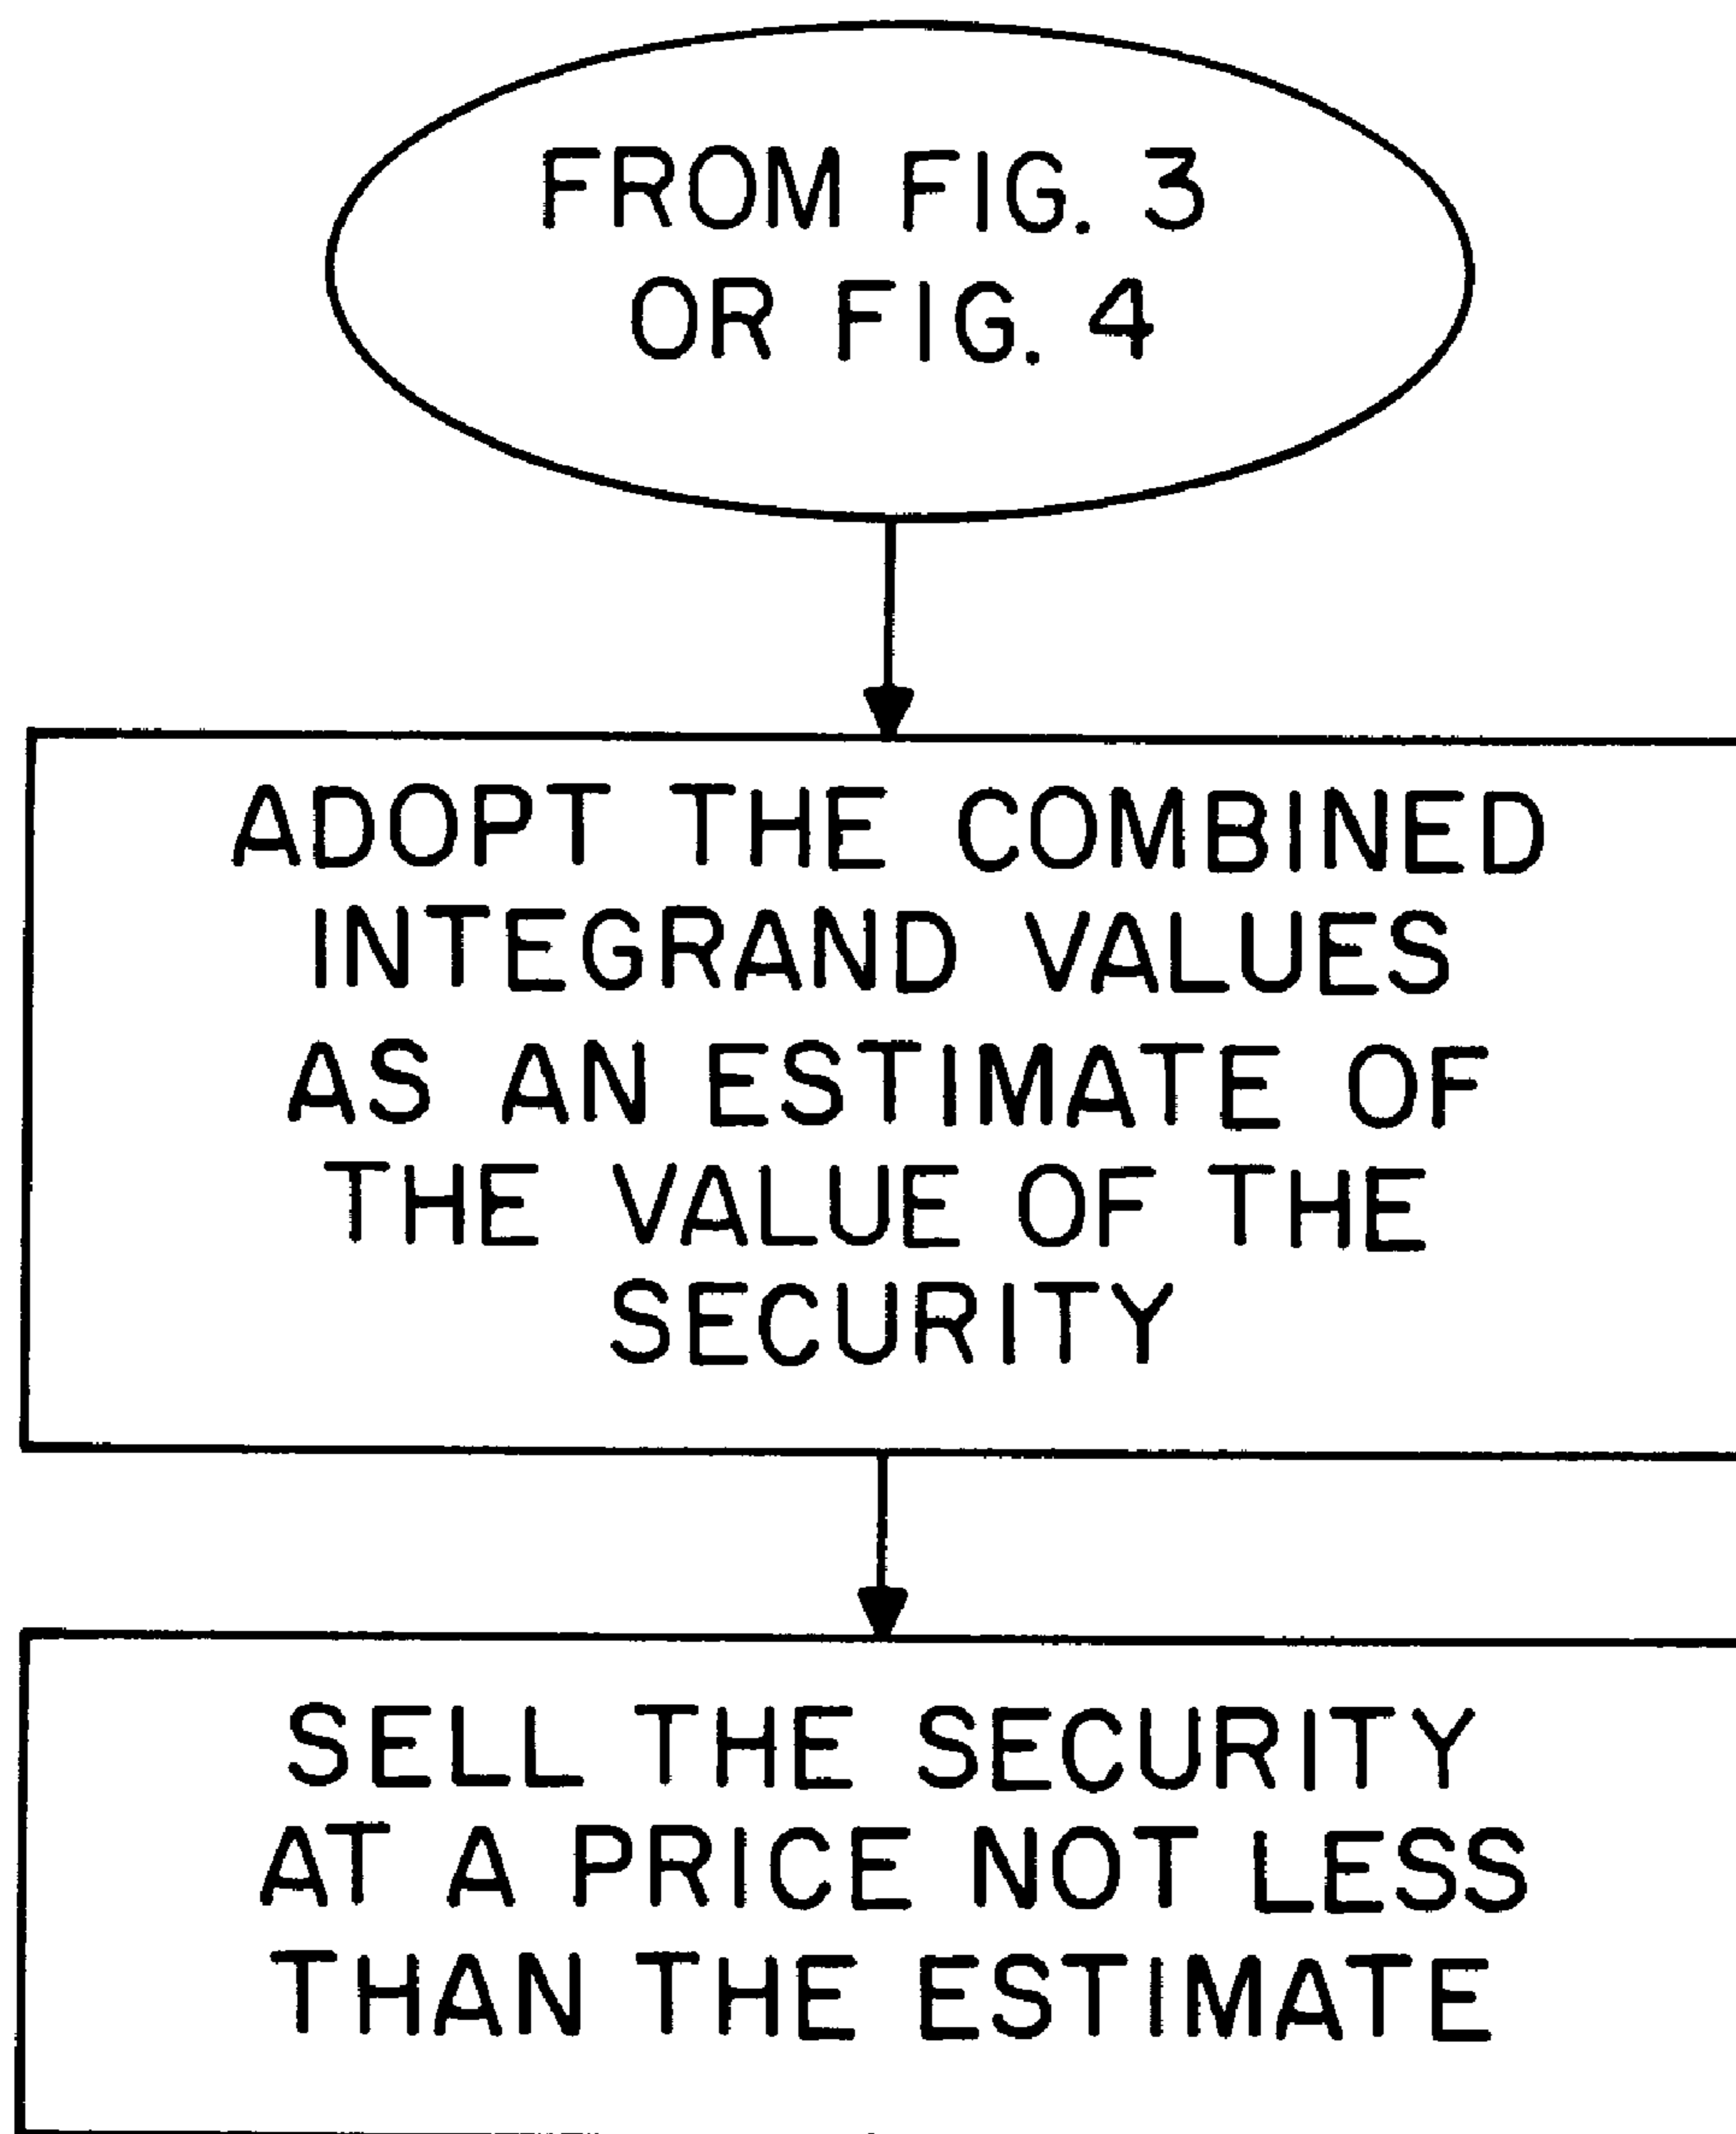 FROM FIG. 3
OR FIG. 4
ADOPT THE COMBINED
INTEGRAND VALUES
AS AN ESTIMATE OF
THE VALUE OF THE
SECURITY
SELL THE SECURITY
AT A PRICE NOT LESS
THAN THE ESTIMATE